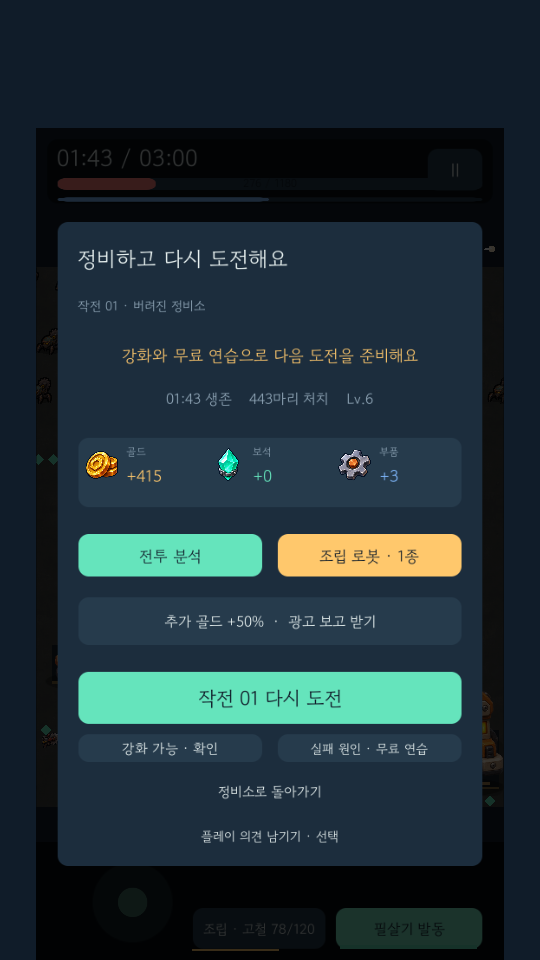 01:43 / 03:00
정비하고 다시 도전해요
작전 01 · 버려진 정비소
강화와 무료 연습으로 다음 도전을 준비해요
01:43 생존 443마리 처치 Lv.6
골드 보석 부품
+415 +0 +3
전투 분석 조립 로봇 · 1종
추가 골드 +50% · 광고 보고 받기
작전 01 다시 도전
강화 가능 · 확인 실패 원인 · 무료 연습
정비소로 돌아가기
플레이 의견 남기기 · 선택
조립 · 고철 78/120 필살기 발동